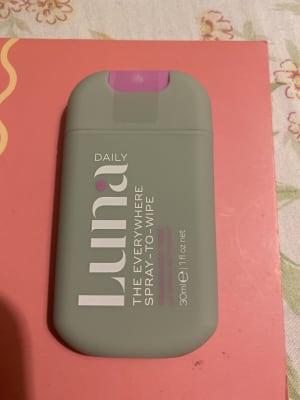 Luna
DAILY
THE EVERYWHERE
SPRAY-TO-WIPE
30ml ℮ | 1 fl oz net